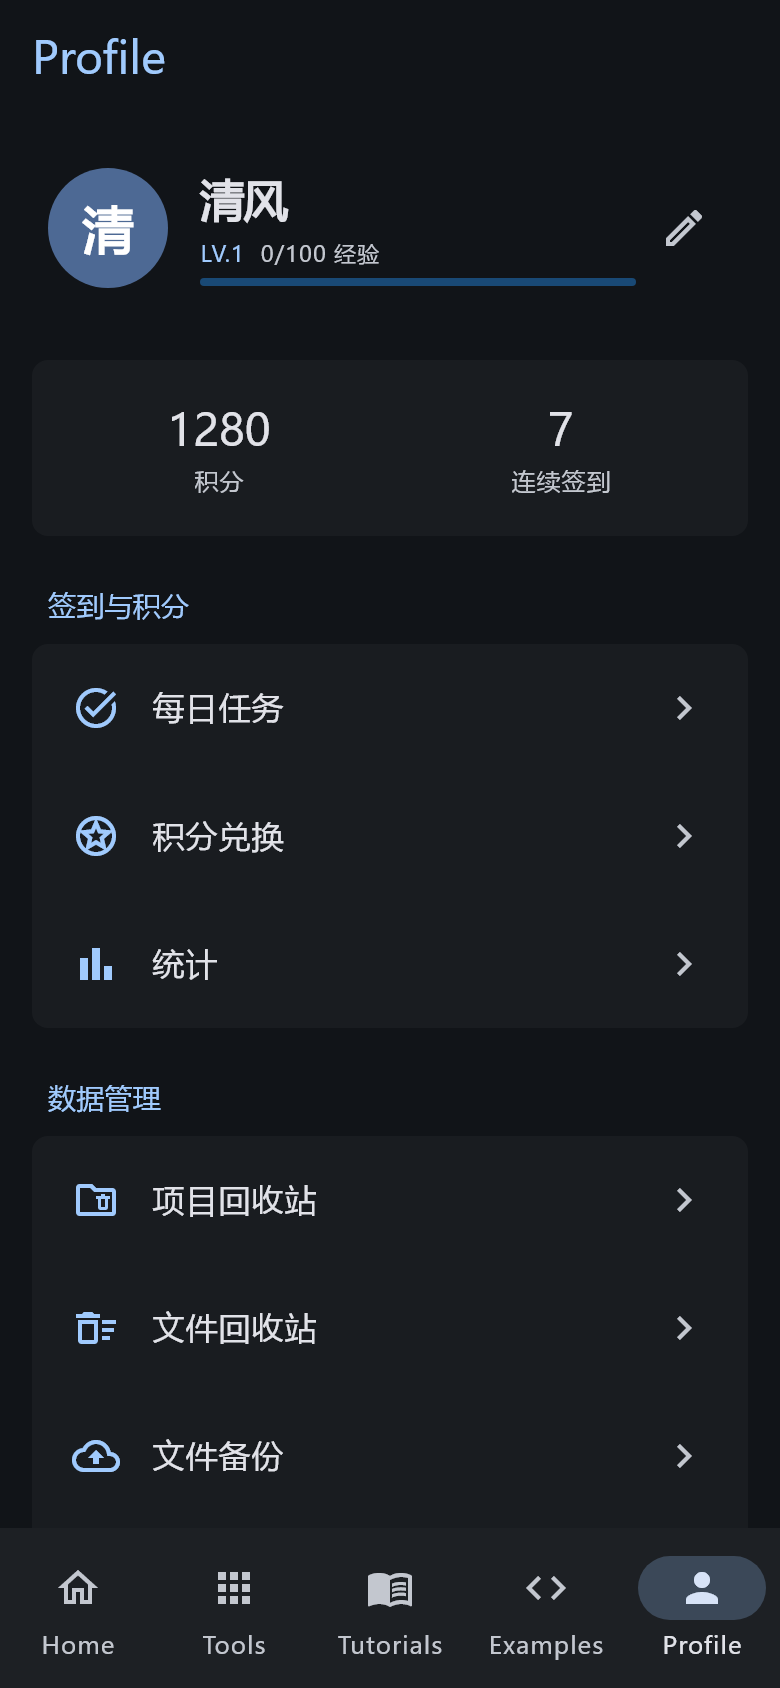 Profile
清
清风
LV.1 0/100 经验
1280
积分
7
连续签到
签到与积分
每日任务
积分兑换
统计
数据管理
项目回收站
文件回收站
文件备份
Home
Tools
Tutorials
Examples
Profile